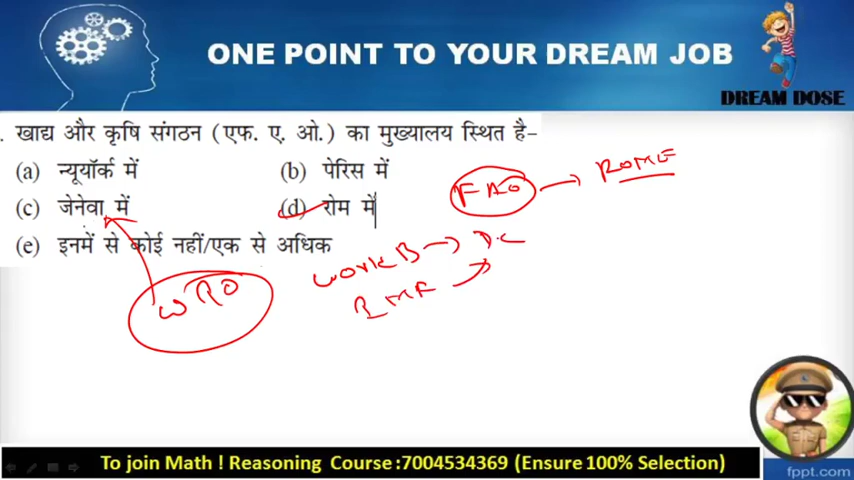 ONE POINT TO YOUR DREAM JOB
DREAM DOSE
. खाद्य और कृषि संगठन (एफ. ए. ओ.) का मुख्यालय स्थित है–
(a) न्यूयॉर्क में
(b) पेरिस में
(c) जेनेवा में
(d) रोम में
(e) इनमें से कोई नहीं/एक से अधिक
FAO → ROME
DC
To join Math ! Reasoning Course :7004534369 (Ensure 100% Selection)
fppt.com